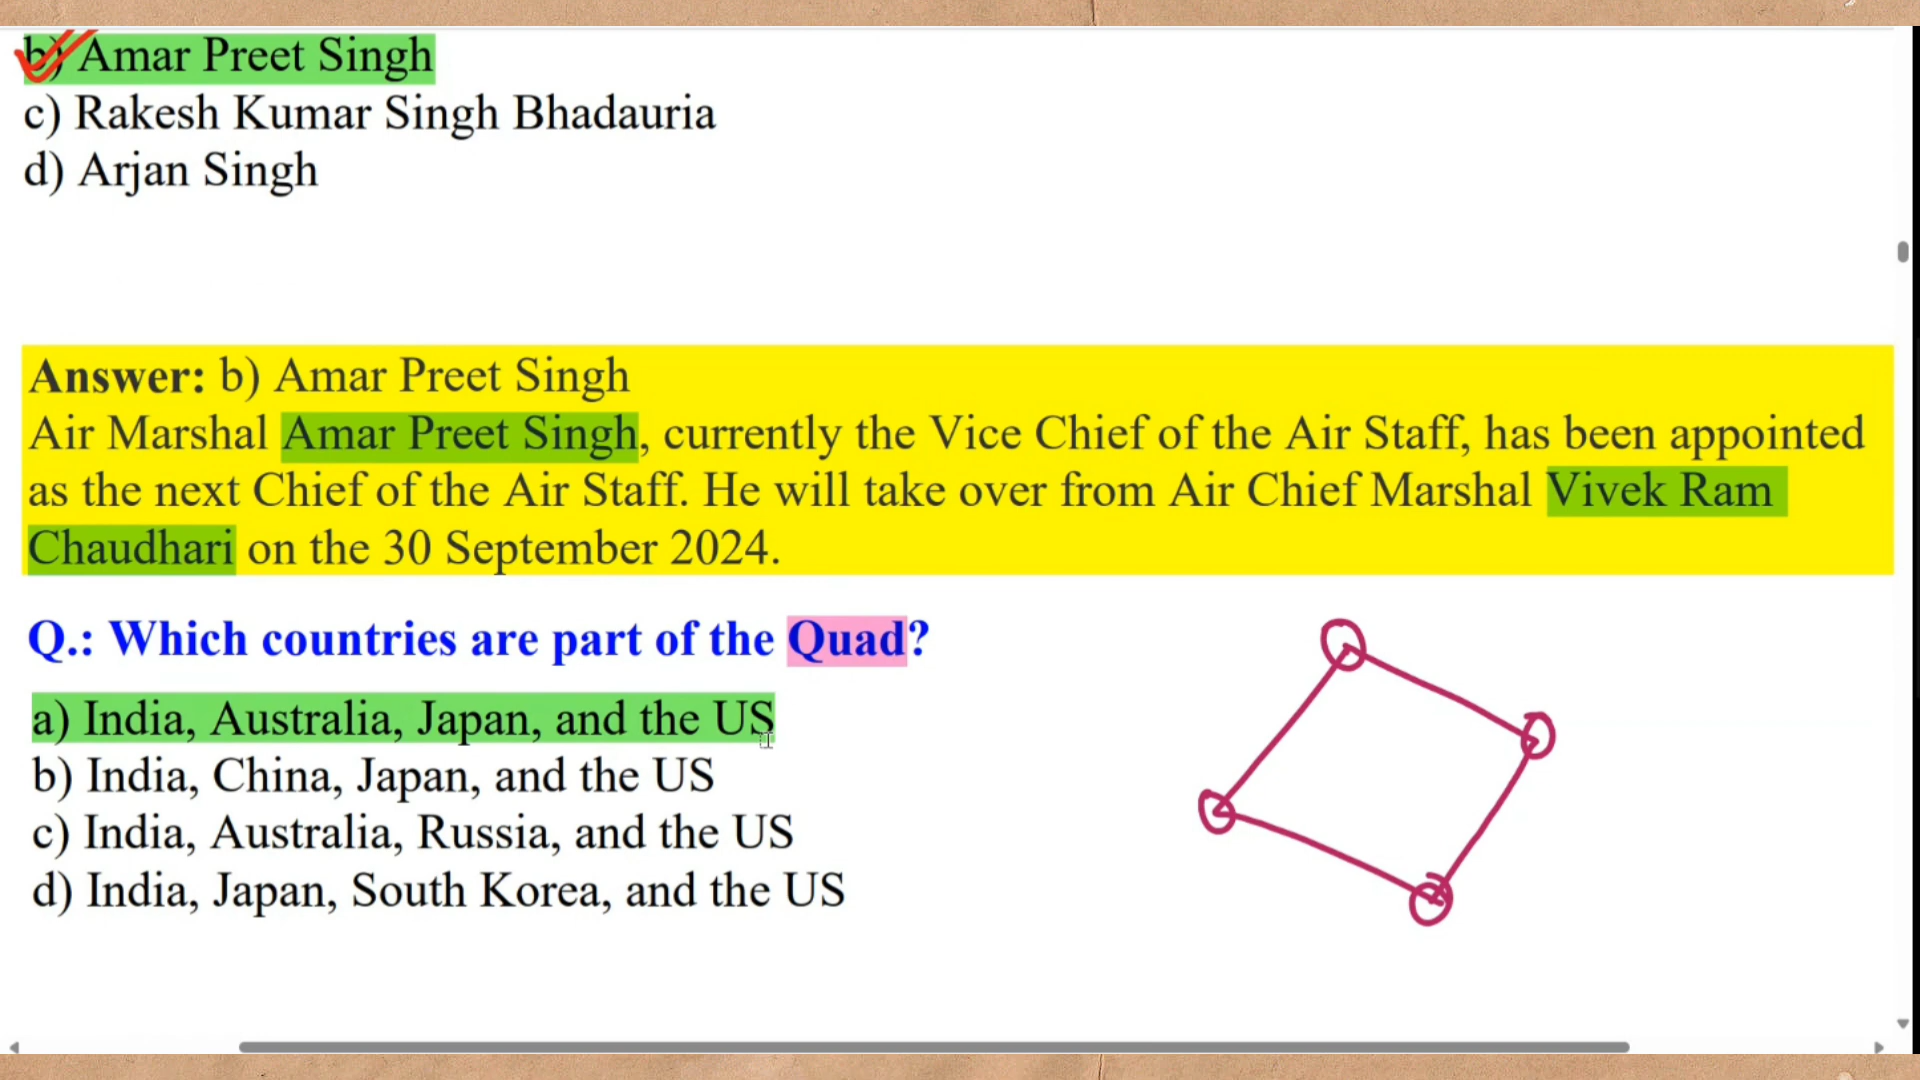 b) Amar Preet Singh
c) Rakesh Kumar Singh Bhadauria
d) Arjan Singh
Answer: b) Amar Preet Singh
Air Marshal Amar Preet Singh, currently the Vice Chief of the Air Staff, has been appointed
as the next Chief of the Air Staff. He will take over from Air Chief Marshal Vivek Ram
Chaudhari on the 30 September 2024.
Q.: Which countries are part of the Quad?
a) India, Australia, Japan, and the US
b) India, China, Japan, and the US
c) India, Australia, Russia, and the US
d) India, Japan, South Korea, and the US